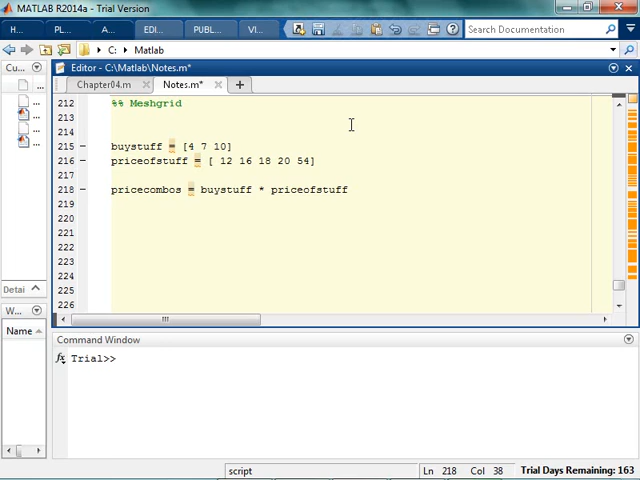 MATLAB R2014a - Trial Version
H... PL... A... EDI... PUBL... VI... Search Documentation
C: Matlab
Cu... Editor - C:\Matlab\Notes.m*
Chapter04.m Notes.m*
212 %% Meshgrid
213
214
215 buystuff = [4 7 10]
216 priceofstuff = [ 12 16 18 20 54]
217
218 pricecombos = buystuff * priceofstuff
219
220
221
222
223
224
225
226
Detai
W...
Name
Command Window
fx Trial>>
script Ln 218 Col 38 Trial Days Remaining: 163